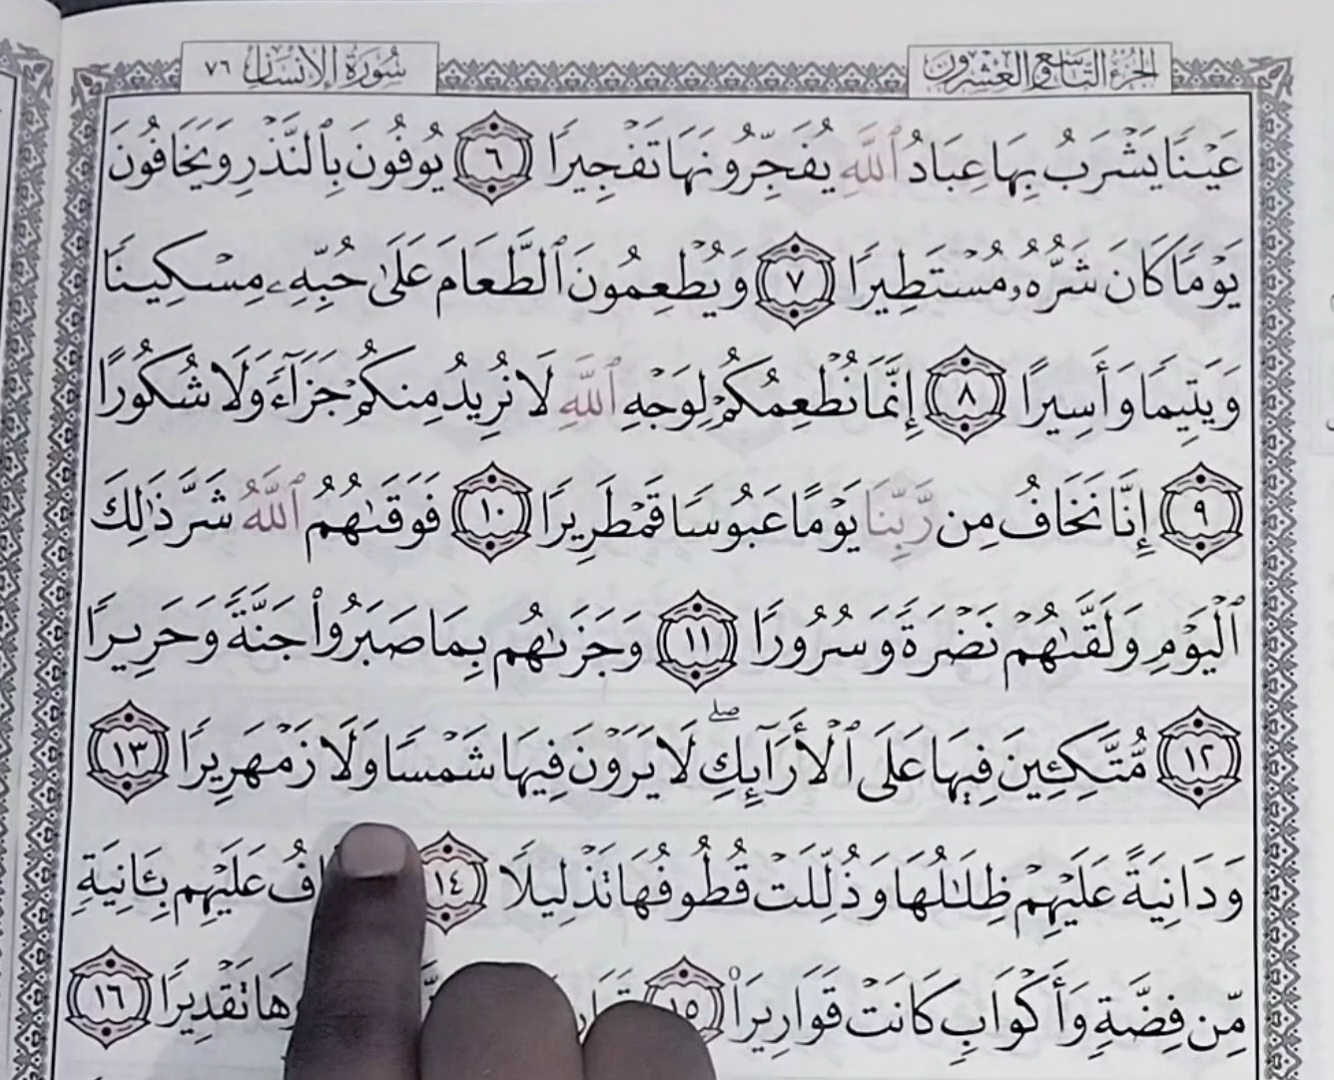 الجزء التاسع والعشرون
سورة الإنسان ٧٦
عَيْنًا يَشْرَبُ بِهَا عِبَادُ ٱللَّهِ يُفَجِّرُونَهَا تَفْجِيرًا ٦ يُوفُونَ بِٱلنَّذْرِ وَيَخَافُونَ
يَوْمًا كَانَ شَرُّهُۥ مُسْتَطِيرًا ٧ وَيُطْعِمُونَ ٱلطَّعَامَ عَلَىٰ حُبِّهِۦ مِسْكِينًا
وَيَتِيمًا وَأَسِيرًا ٨ إِنَّمَا نُطْعِمُكُمْ لِوَجْهِ ٱللَّهِ لَا نُرِيدُ مِنكُمْ جَزَآءً وَلَا شُكُورًا
٩ إِنَّا نَخَافُ مِن رَّبِّنَا يَوْمًا عَبُوسًا قَمْطَرِيرًا ١٠ فَوَقَىٰهُمُ ٱللَّهُ شَرَّ ذَٰلِكَ
ٱلْيَوْمِ وَلَقَّىٰهُمْ نَضْرَةً وَسُرُورًا ١١ وَجَزَىٰهُم بِمَا صَبَرُوا۟ جَنَّةً وَحَرِيرًا
١٢ مُّتَّكِـِٔينَ فِيهَا عَلَى ٱلْأَرَآئِكِ ۖ لَا يَرَوْنَ فِيهَا شَمْسًا وَلَا زَمْهَرِيرًا ١٣
وَدَانِيَةً عَلَيْهِمْ ظِلَـٰلُهَا وَذُلِّلَتْ قُطُوفُهَا تَذْلِيلًا ١٤ عَلَيْهِم بِـَٔانِيَةٍ
مِّن فِضَّةٍ وَأَكْوَابٍ كَانَتْ قَوَارِيرَا۠ ١٥ تَقْدِيرًا ١٦